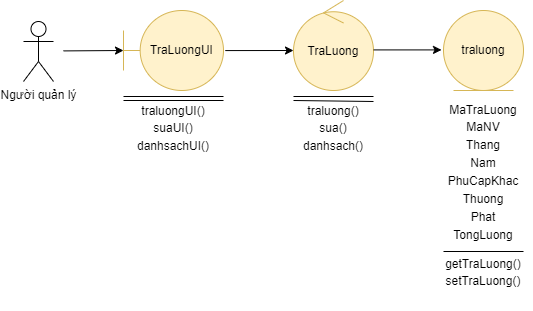 TraLuongUI
TraLuong
traluong
Người quản lý
traluongUI()
suaUI()
danhsachUI()
traluong()
sua()
danhsach()
MaTraLuong
MaNV
Thang
Nam
PhuCapKhac
Thuong
Phat
TongLuong
getTraLuong()
setTraLuong()